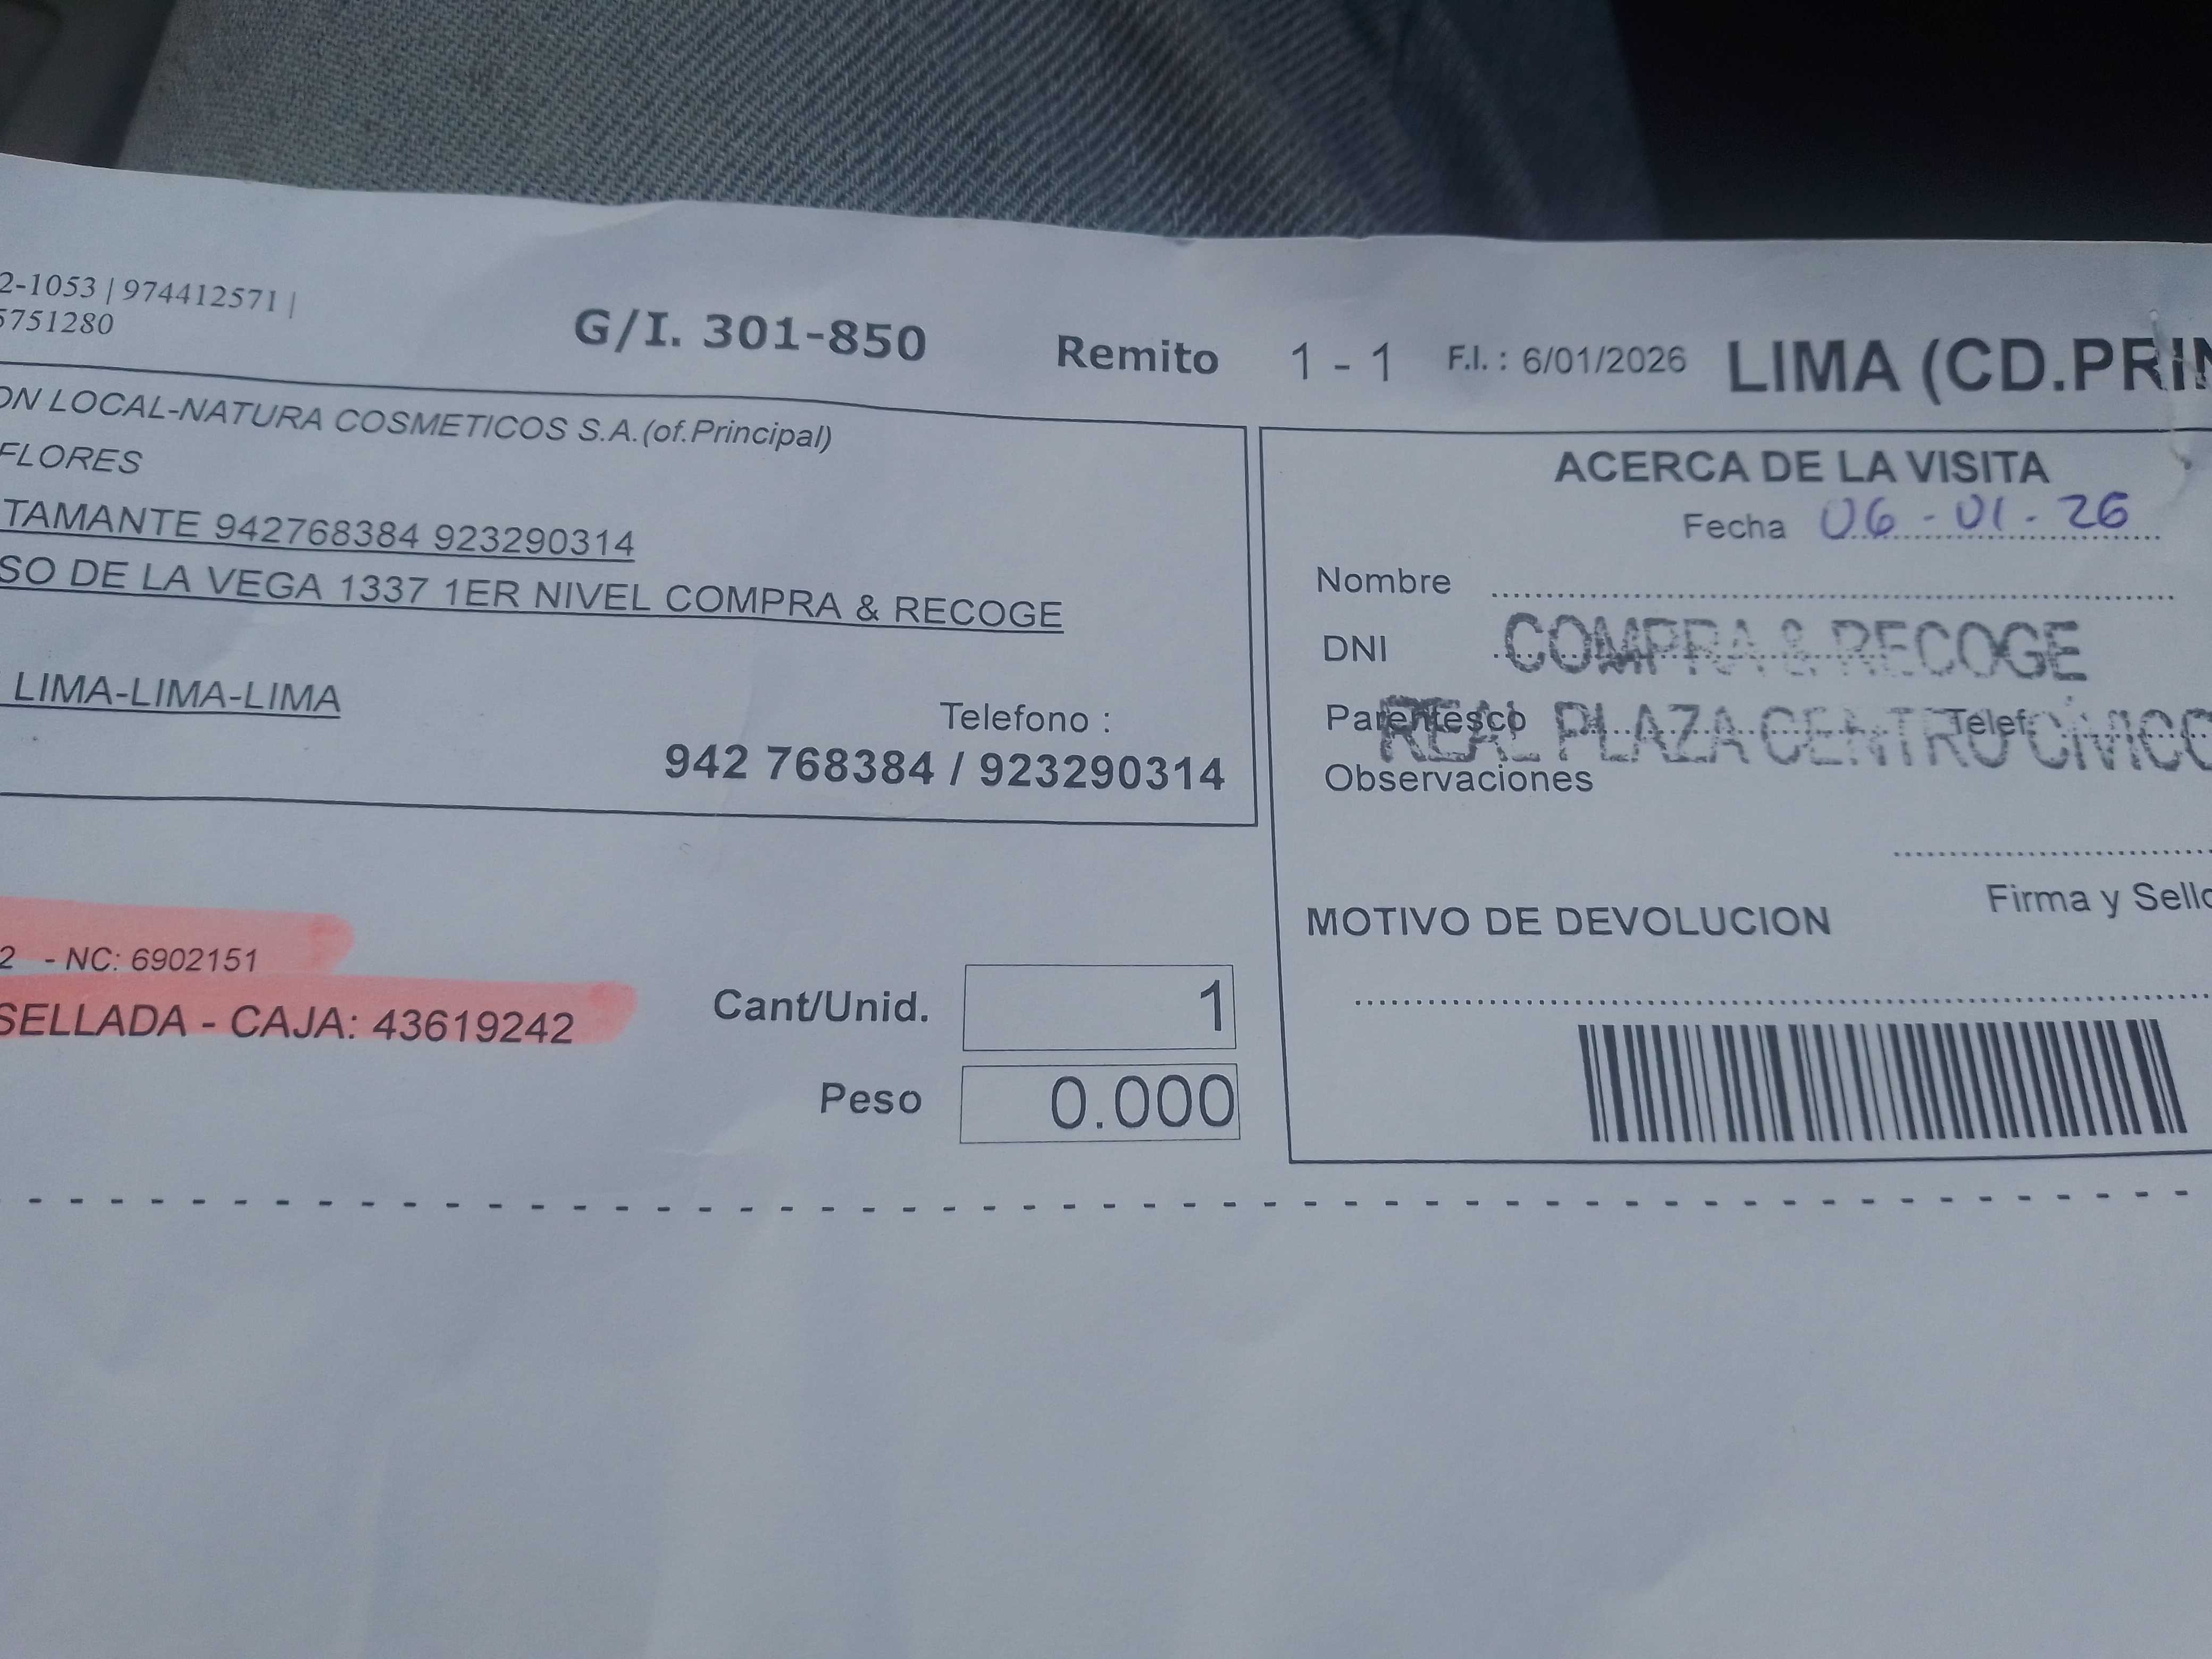 2-1053 | 974412571 |
5751280
G/I. 301-850
Remito 1 - 1 F.I. : 6/01/2026 LIMA (CD.PRIN
ON LOCAL-NATURA COSMETICOS S.A.(of.Principal)
FLORES
TAMANTE 942768384 923290314
SO DE LA VEGA 1337 1ER NIVEL COMPRA & RECOGE
LIMA-LIMA-LIMA
Telefono :
942 768384 / 923290314
2 - NC: 6902151
SELLADA - CAJA: 43619242
Cant/Unid. 1
Peso 0.000
ACERCA DE LA VISITA
Fecha 06-01-26
Nombre
DNI
COMPRA & RECOGE
Parentesco Telef
REAL PLAZA CENTRO CÍVICO
Observaciones
Firma y Sello
MOTIVO DE DEVOLUCION